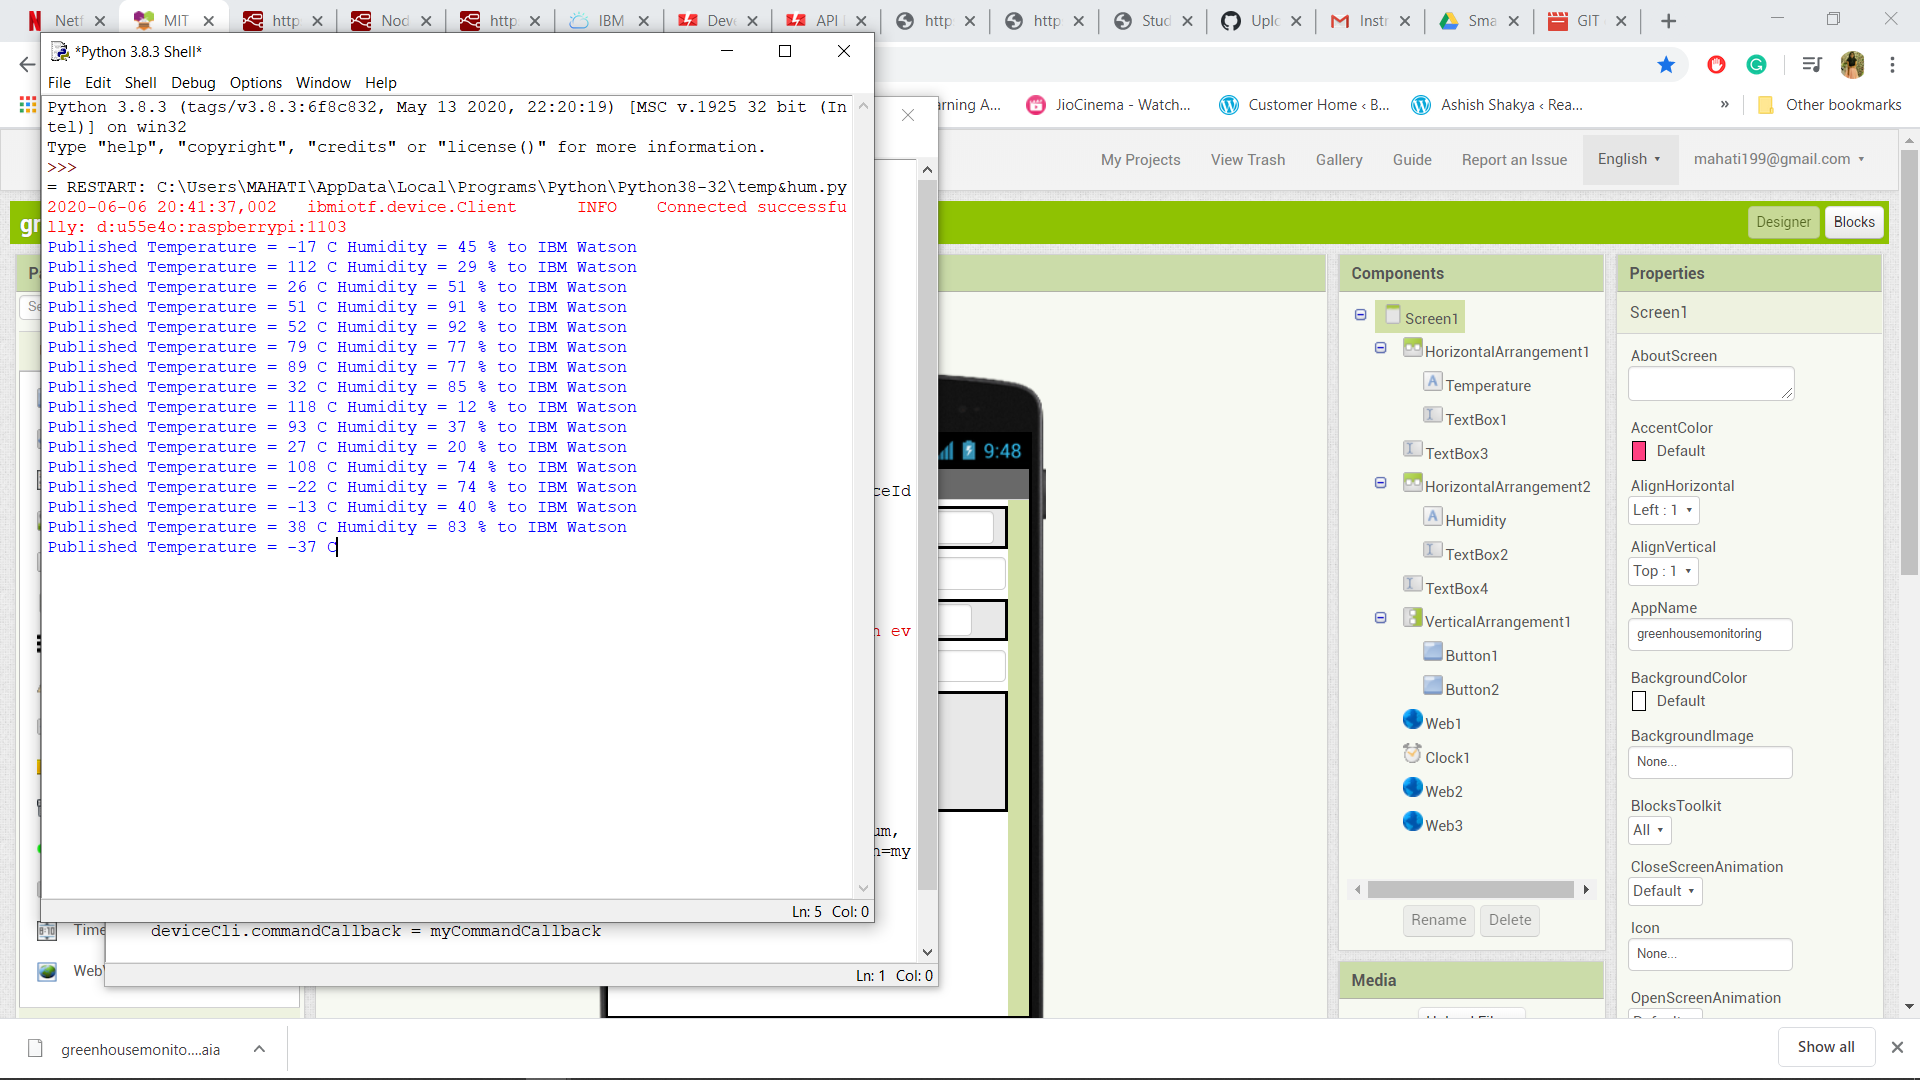 Netf
MIT
http
Nod
http
IBM
Deve
API
http
http
Stud
Uplo
Instr
Sma
GIT
*Python 3.8.3 Shell*
File Edit Shell Debug Options Window Help
Python 3.8.3 (tags/v3.8.3:6f8c832, May 13 2020, 22:20:19) [MSC v.1925 32 bit (In
tel)] on win32
Type "help", "copyright", "credits" or "license()" for more information.
>>>
= RESTART: C:\Users\MAHATI\AppData\Local\Programs\Python\Python38-32\temp&hum.py
2020-06-06 20:41:37,002   ibmiotf.device.Client      INFO    Connected successfu
lly: d:u55e4o:raspberrypi:1103
Published Temperature = -17 C Humidity = 45 % to IBM Watson
Published Temperature = 112 C Humidity = 29 % to IBM Watson
Published Temperature = 26 C Humidity = 51 % to IBM Watson
Published Temperature = 51 C Humidity = 91 % to IBM Watson
Published Temperature = 52 C Humidity = 92 % to IBM Watson
Published Temperature = 79 C Humidity = 77 % to IBM Watson
Published Temperature = 89 C Humidity = 77 % to IBM Watson
Published Temperature = 32 C Humidity = 85 % to IBM Watson
Published Temperature = 118 C Humidity = 12 % to IBM Watson
Published Temperature = 93 C Humidity = 37 % to IBM Watson
Published Temperature = 27 C Humidity = 20 % to IBM Watson
Published Temperature = 108 C Humidity = 74 % to IBM Watson
Published Temperature = -22 C Humidity = 74 % to IBM Watson
Published Temperature = -13 C Humidity = 40 % to IBM Watson
Published Temperature = 38 C Humidity = 83 % to IBM Watson
Published Temperature = -37 C
Ln: 5 Col: 0
ceId
n ev
um,
n=my
deviceCli.commandCallback = myCommandCallback
Ln: 1 Col: 0
arning A...
JioCinema - Watch...
Customer Home ‹ B...
Ashish Shakya ‹ Rea...
»
Other bookmarks
My Projects View Trash Gallery Guide Report an Issue English mahati199@gmail.com
gr
Designer Blocks
9:48
Time
Components
Screen1
HorizontalArrangement1
Temperature
TextBox1
TextBox3
HorizontalArrangement2
Humidity
TextBox2
TextBox4
VerticalArrangement1
Button1
Button2
Web1
Clock1
Web2
Web3
Rename Delete
Media
Properties
Screen1
AboutScreen
AccentColor
Default
AlignHorizontal
Left : 1
AlignVertical
Top : 1
AppName
greenhousemonitoring
BackgroundColor
Default
BackgroundImage
None...
BlocksToolkit
All
CloseScreenAnimation
Default
Icon
None...
OpenScreenAnimation
greenhousemonito....aia
Show all